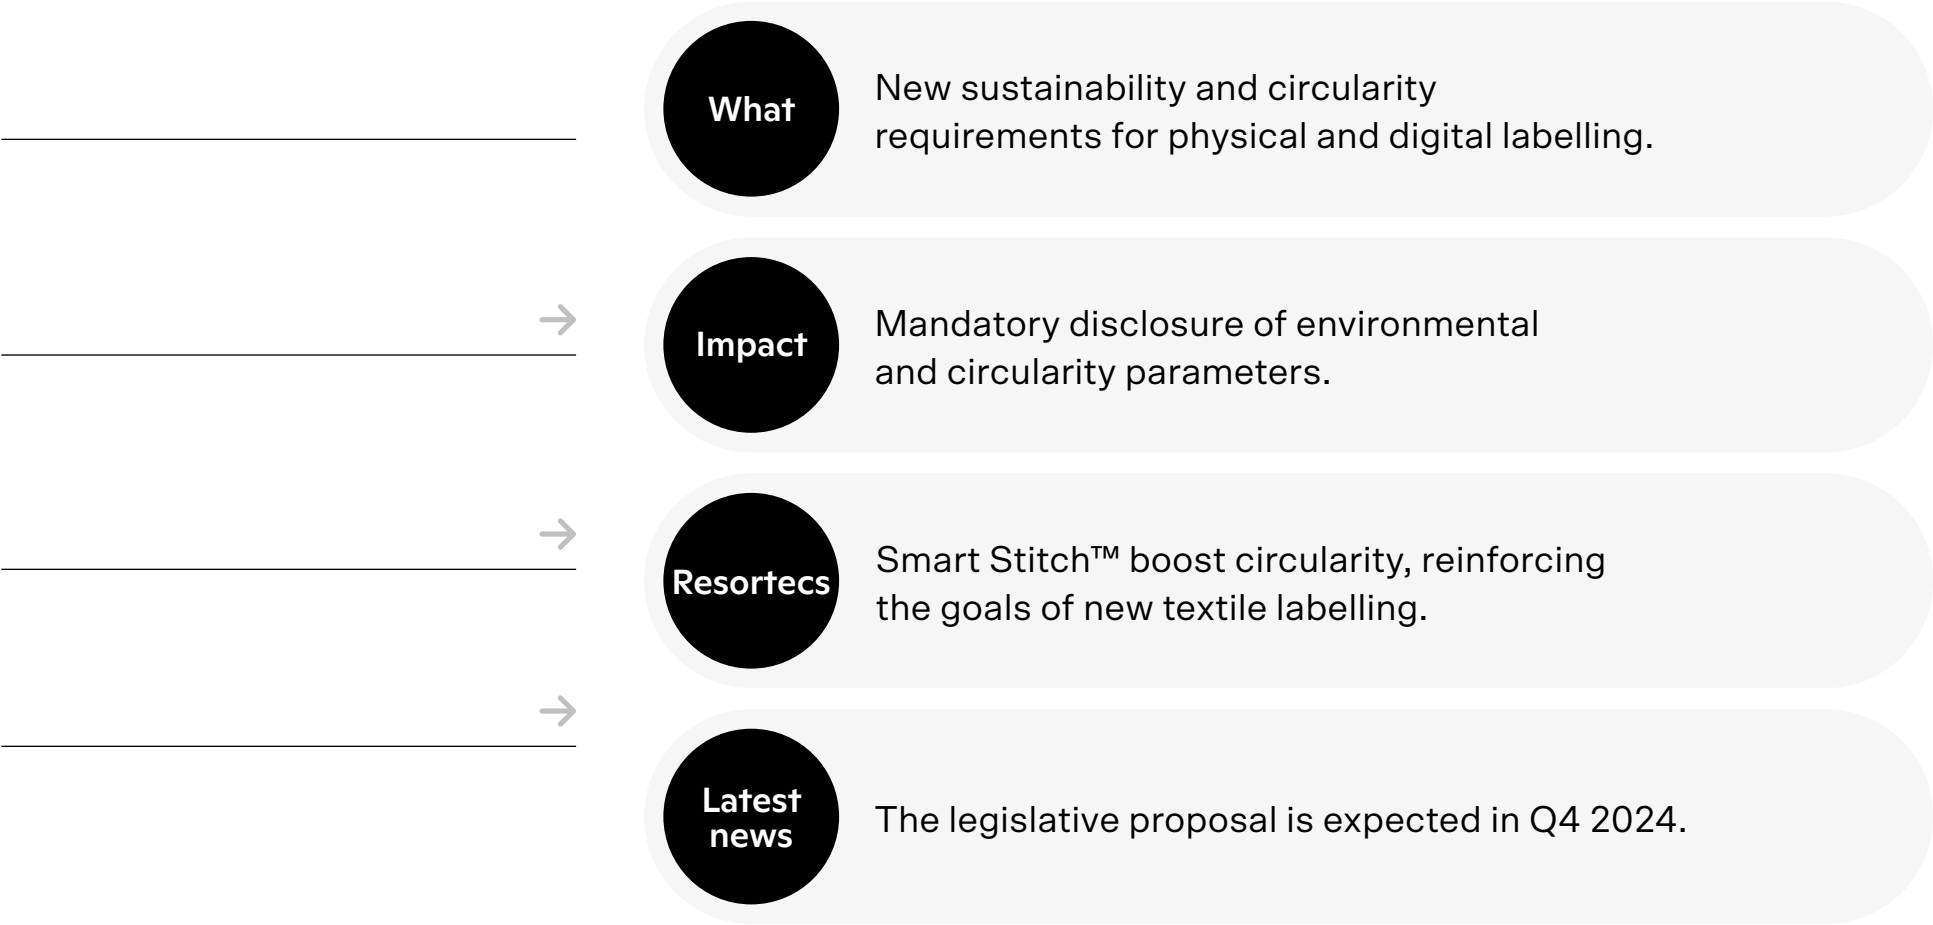 What
New sustainability and circularity
requirements for physical and digital labelling.
Impact
Mandatory disclosure of environmental
and circularity parameters.
Resortecs
Smart Stitch™ boost circularity, reinforcing
the goals of new textile labelling.
Latest
news
The legislative proposal is expected in Q4 2024.